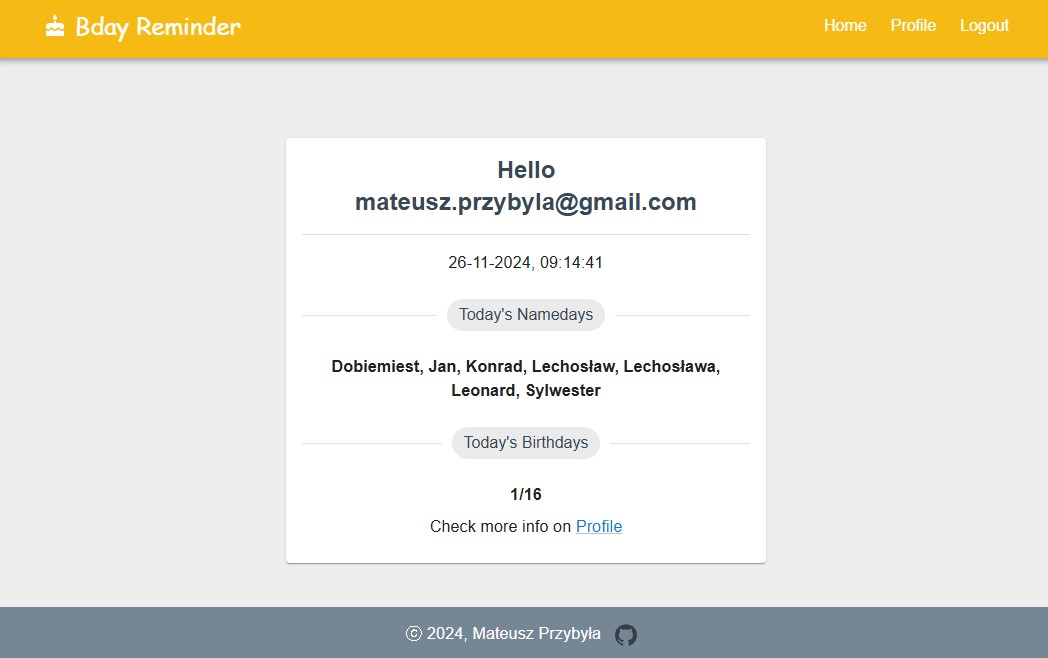 Bday Reminder
Home Profile Logout
Hello
mateusz.przybyla@gmail.com
26-11-2024, 09:14:41
Today's Namedays
Dobiemiest, Jan, Konrad, Lechosław, Lechosława,
Leonard, Sylwester
Today's Birthdays
1/16
Check more info on Profile
© 2024, Mateusz Przybyła